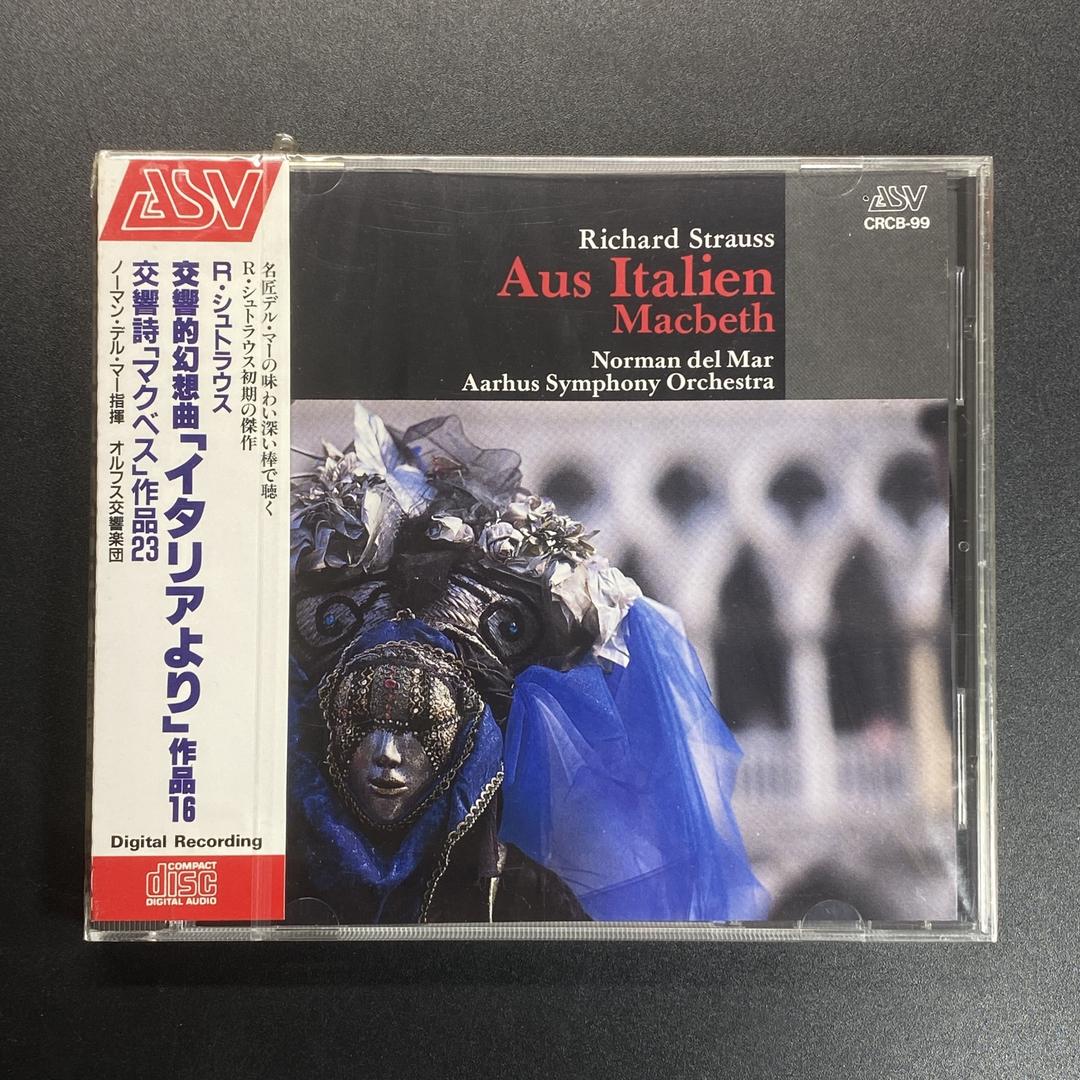 ASV
名匠デル・マーの味わい深い棒で聴く
R・シュトラウス初期の傑作
R・シュトラウス
交響的幻想曲「イタリアより」作品16
交響詩「マクベス」作品23
ノーマン・デル・マー指揮　オルフス交響楽団
Digital Recording
COMPACT
disc
DIGITAL AUDIO
ASV
CRCB-99
Richard Strauss
Aus Italien
Macbeth
Norman del Mar
Aarhus Symphony Orchestra